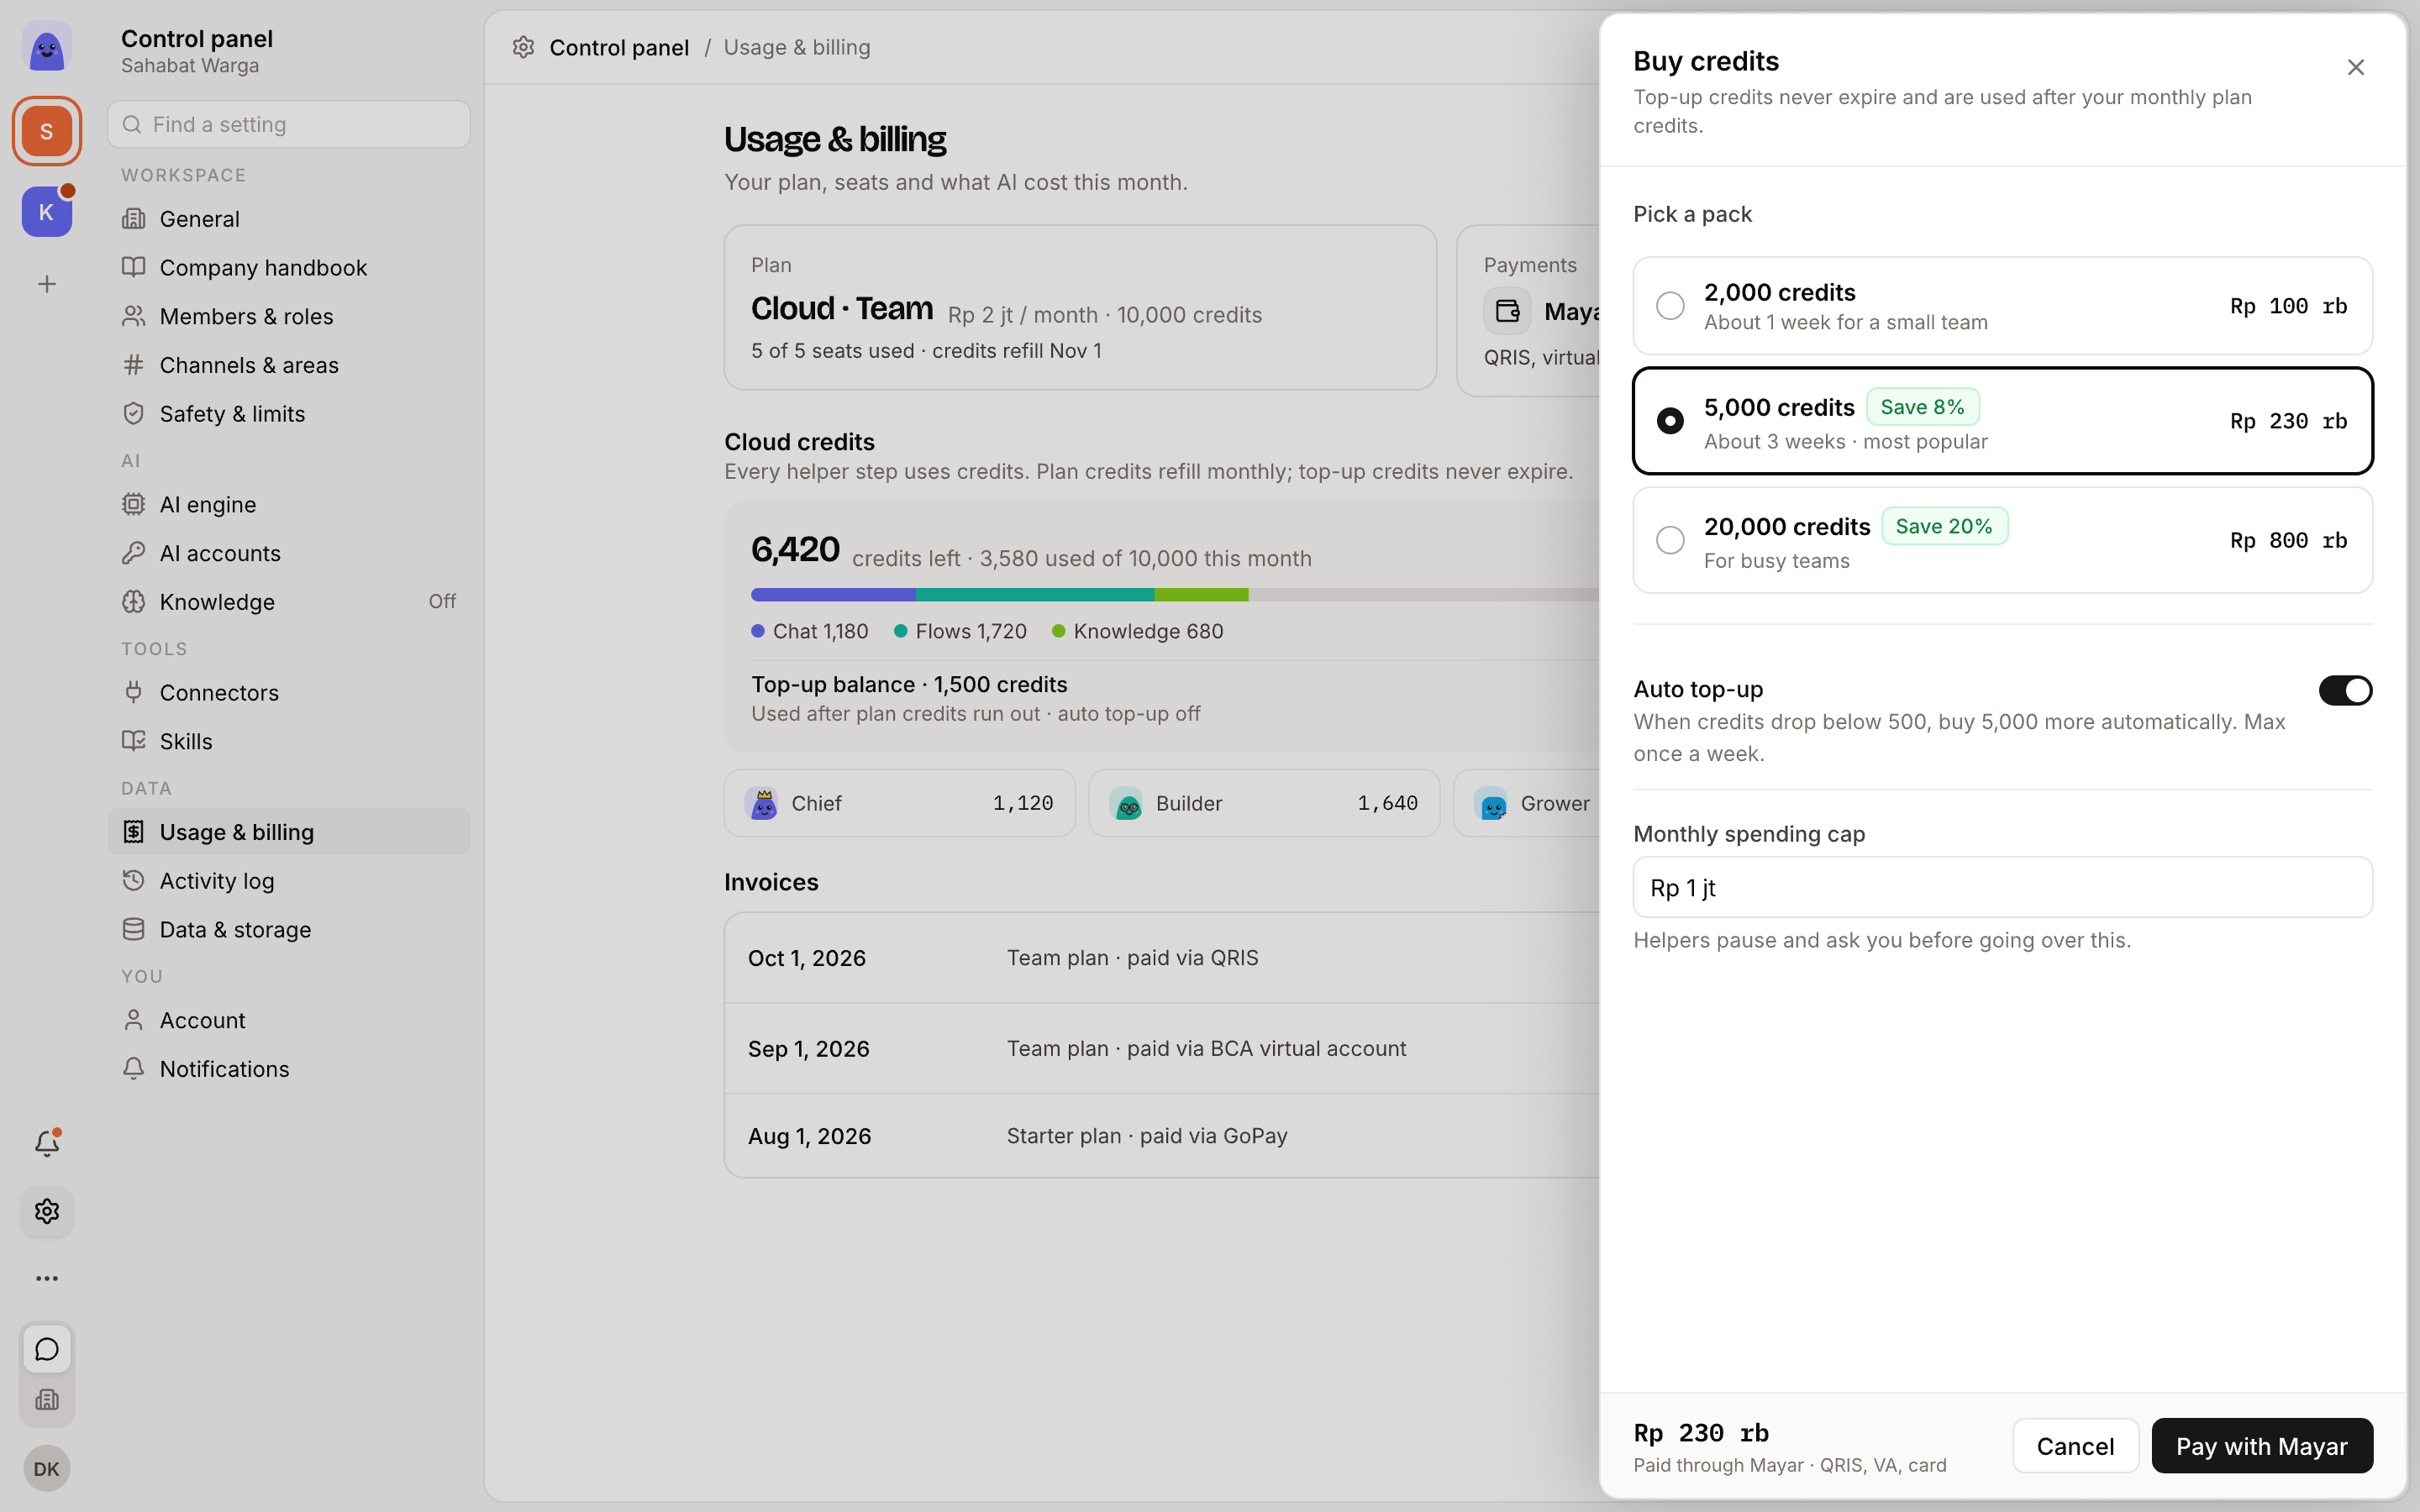 Control panel
Sahabat Warga
S
K
Find a setting
WORKSPACE
General
Company handbook
Members & roles
Channels & areas
Safety & limits
AI
AI engine
AI accounts
Knowledge Off
TOOLS
Connectors
Skills
DATA
Usage & billing
Activity log
Data & storage
YOU
Account
Notifications
DK
Control panel / Usage & billing
Usage & billing
Your plan, seats and what AI cost this month.
Plan
Cloud · Team Rp 2 jt / month · 10,000 credits
5 of 5 seats used · credits refill Nov 1
Payments
Maya
QRIS, virtual
Cloud credits
Every helper step uses credits. Plan credits refill monthly; top-up credits never expire.
6,420 credits left · 3,580 used of 10,000 this month
Chat 1,180 Flows 1,720 Knowledge 680
Top-up balance · 1,500 credits
Used after plan credits run out · auto top-up off
Chief 1,120
Builder 1,640
Grower
Invoices
Oct 1, 2026 Team plan · paid via QRIS
Sep 1, 2026 Team plan · paid via BCA virtual account
Aug 1, 2026 Starter plan · paid via GoPay
Buy credits
Top-up credits never expire and are used after your monthly plan
credits.
Pick a pack
2,000 credits
About 1 week for a small team
Rp 100 rb
5,000 credits Save 8%
About 3 weeks · most popular
Rp 230 rb
20,000 credits Save 20%
For busy teams
Rp 800 rb
Auto top-up
When credits drop below 500, buy 5,000 more automatically. Max
once a week.
Monthly spending cap
Rp 1 jt
Helpers pause and ask you before going over this.
Rp 230 rb
Paid through Mayar · QRIS, VA, card
Cancel
Pay with Mayar